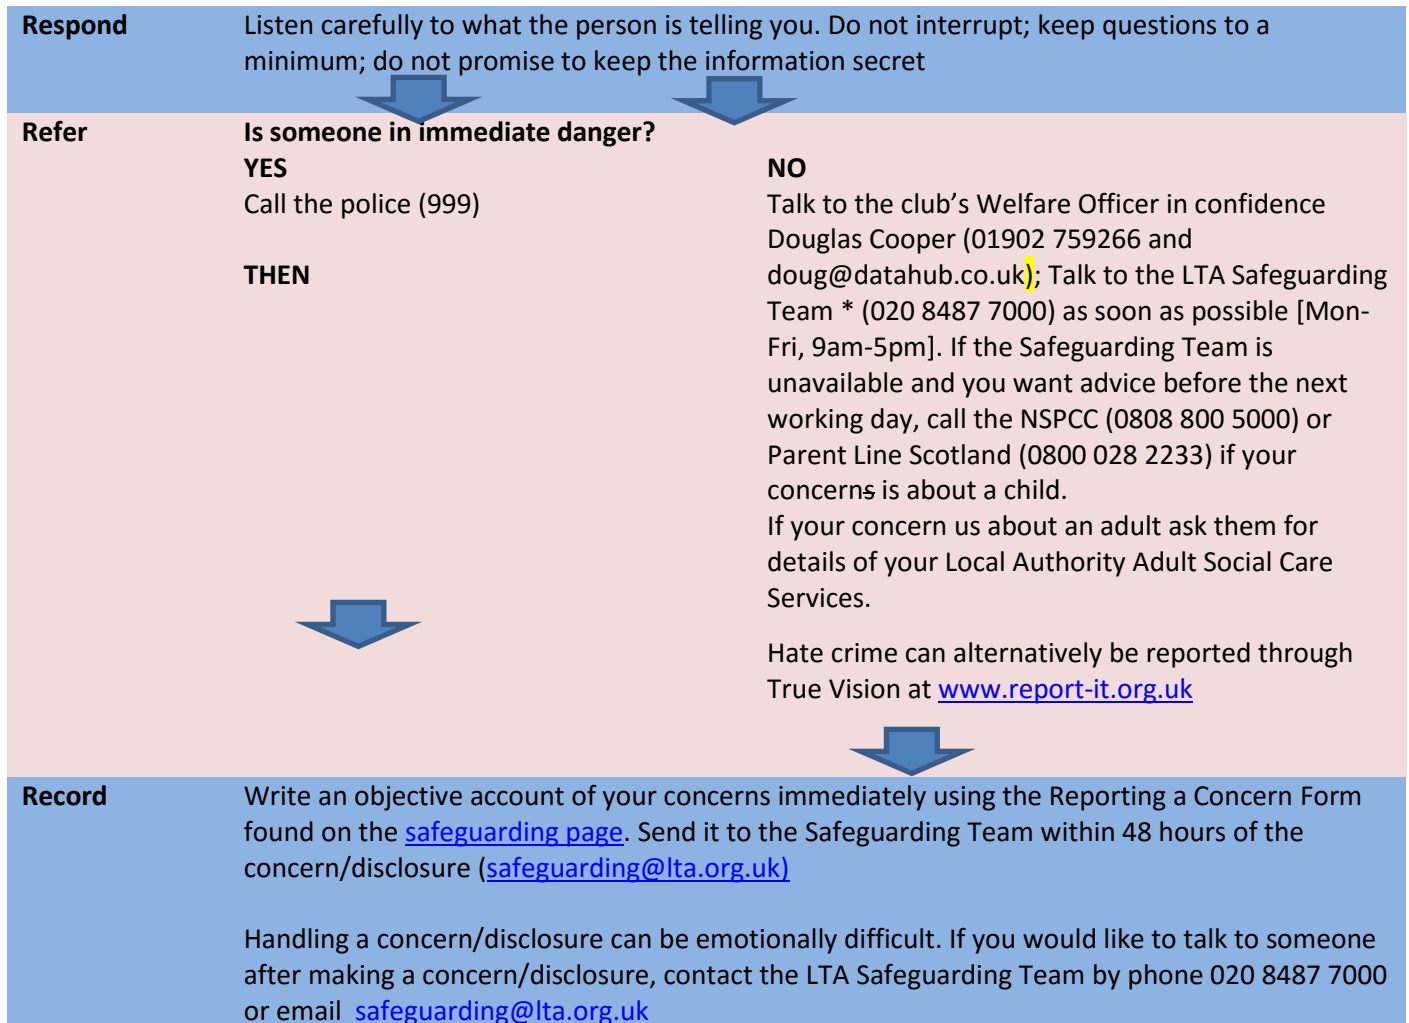 Respond
Listen carefully to what the person is telling you. Do not interrupt; keep questions to a
minimum; do not promise to keep the information secret
Refer
Is someone in immediate danger?
YES
Call the police (999)
THEN
NO
Talk to the club’s Welfare Officer in confidence
Douglas Cooper (01902 759266 and
doug@datahub.co.uk); Talk to the LTA Safeguarding
Team * (020 8487 7000) as soon as possible [Mon-
Fri, 9am-5pm]. If the Safeguarding Team is
unavailable and you want advice before the next
working day, call the NSPCC (0808 800 5000) or
Parent Line Scotland (0800 028 2233) if your
concerns is about a child.
If your concern us about an adult ask them for
details of your Local Authority Adult Social Care
Services.
Hate crime can alternatively be reported through
True Vision at www.report-it.org.uk
Record
Write an objective account of your concerns immediately using the Reporting a Concern Form
found on the safeguarding page. Send it to the Safeguarding Team within 48 hours of the
concern/disclosure (safeguarding@lta.org.uk)
Handling a concern/disclosure can be emotionally difficult. If you would like to talk to someone
after making a concern/disclosure, contact the LTA Safeguarding Team by phone 020 8487 7000
or email safeguarding@lta.org.uk